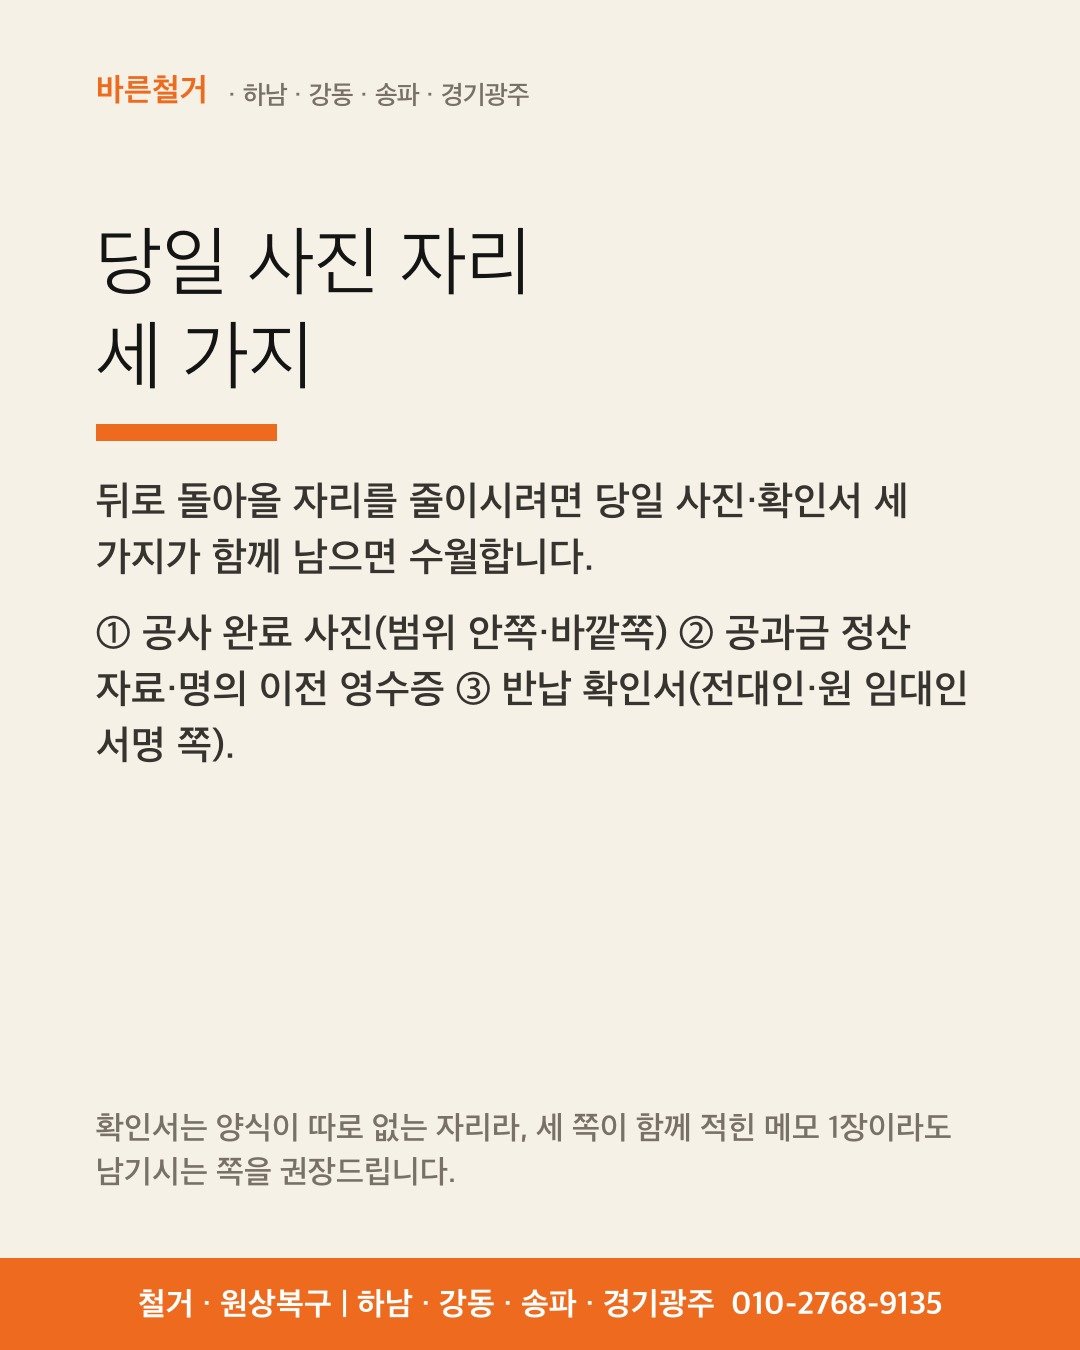 바른철거 · 하남 · 강동 · 송파 · 경기광주
당일 사진 자리
세 가지
뒤로 돌아올 자리를 줄이시려면 당일 사진·확인서 세
가지가 함께 남으면 수월합니다.
① 공사 완료 사진(범위 안쪽·바깥쪽) ② 공과금 정산
자료·명의 이전 영수증 ③ 반납 확인서(전대인·원 임대인
서명 쪽).
확인서는 양식이 따로 없는 자리라, 세 쪽이 함께 적힌 메모 1장이라도
남기시는 쪽을 권장드립니다.
철거 · 원상복구 | 하남 · 강동 · 송파 · 경기광주 010-2768-9135